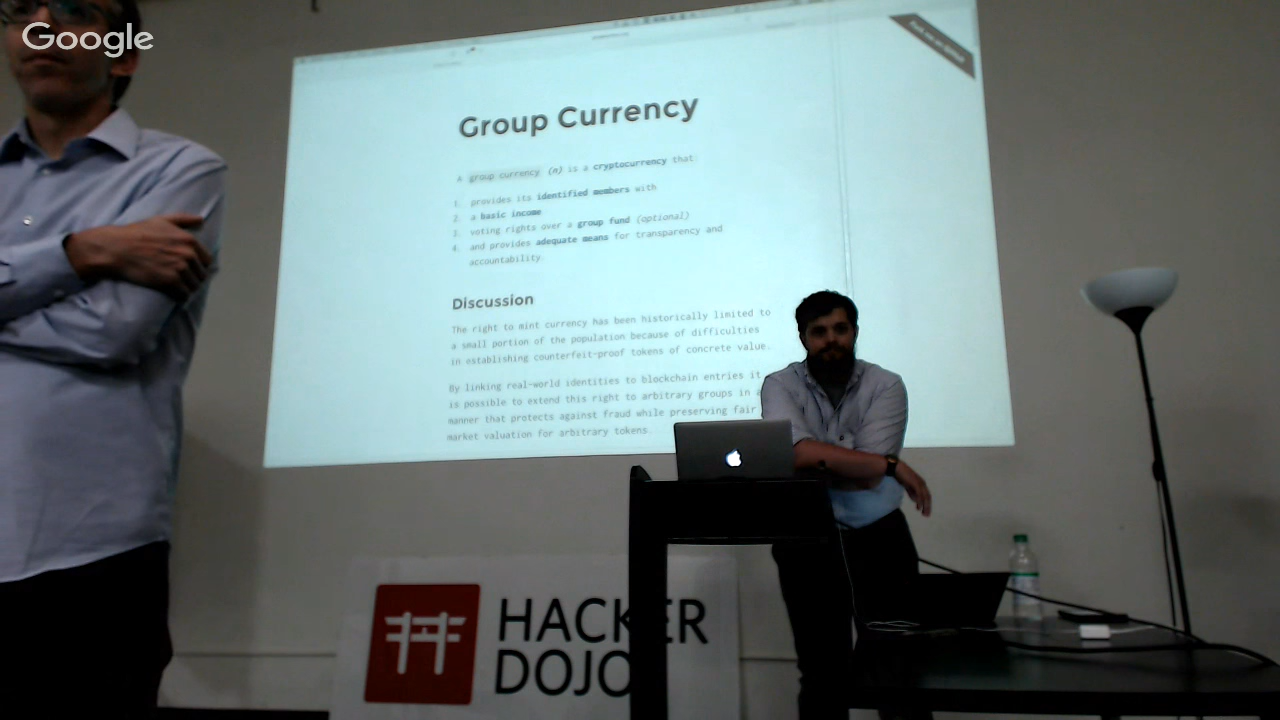 Google
Group Currency
A group currency (n) is a cryptocurrency that
1. provides its identified members with
2. a basic income
3. voting rights over a group fund (optional)
4. and provides adequate means for transparency and
accountability.
Discussion
The right to mint currency has been historically limited to
a small portion of the population because of difficulties
in establishing counterfeit-proof tokens of concrete value.
By linking real-world identities to blockchain entries it
is possible to extend this right to arbitrary groups in a
manner that protects against fraud while preserving fair
market valuation for arbitrary tokens.
HACKER
DOJO